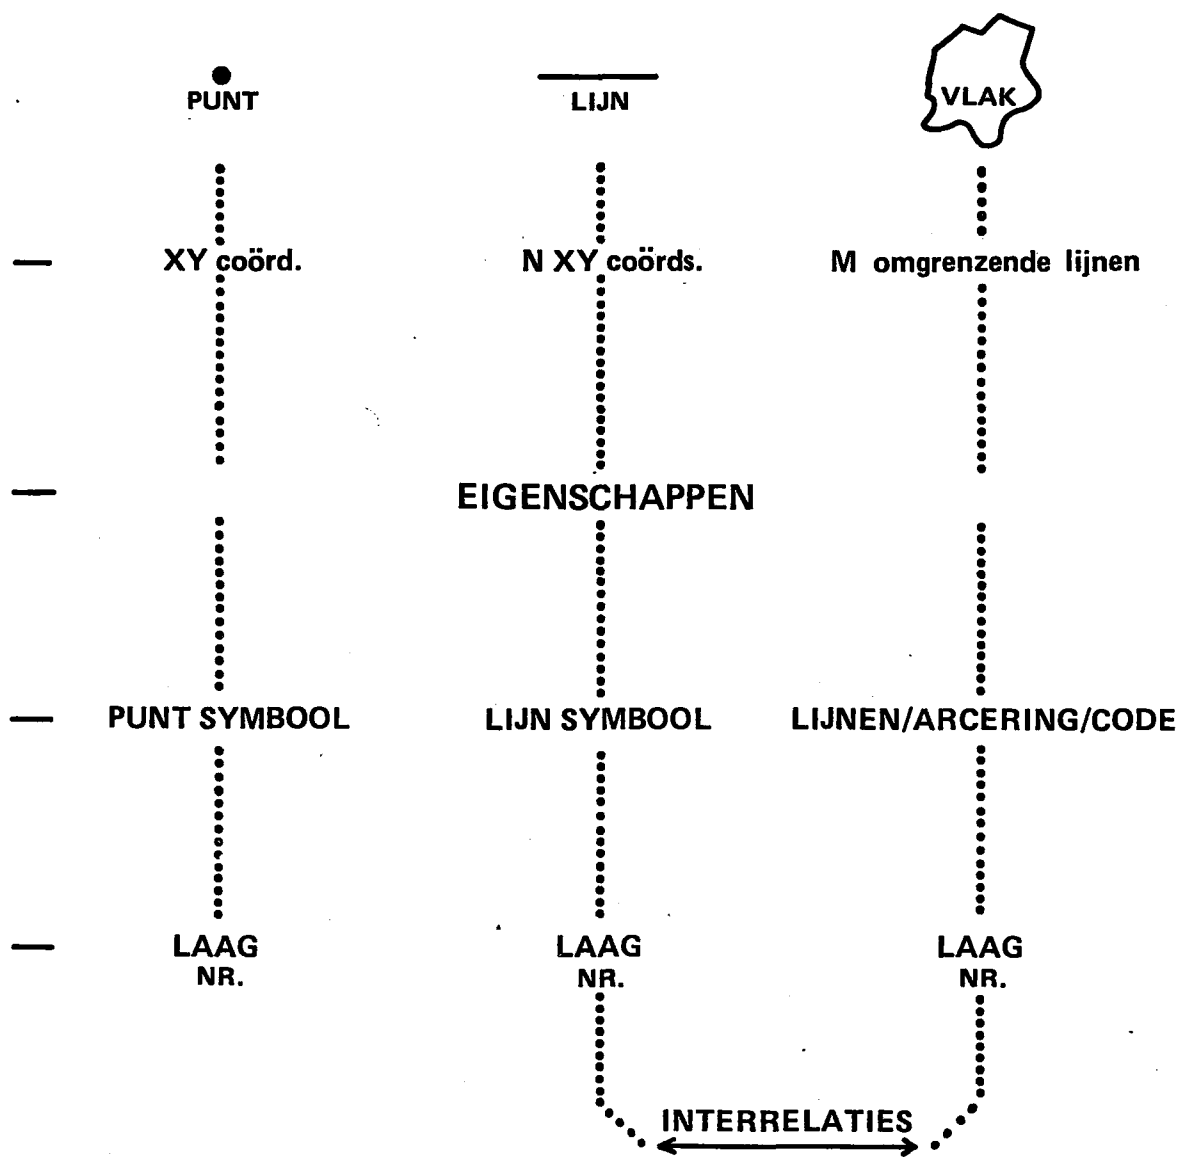 PUNT
LIJN
VLAK
XY coörd.
N XY coörds.
M omgrenzende lijnen
EIGENSCHAPPEN
PUNT SYMBOOL
LIJN SYMBOOL
LIJNEN/ARCERING/CODE
LAAG
NR.
LAAG
NR.
LAAG
NR.
INTERRELATIES